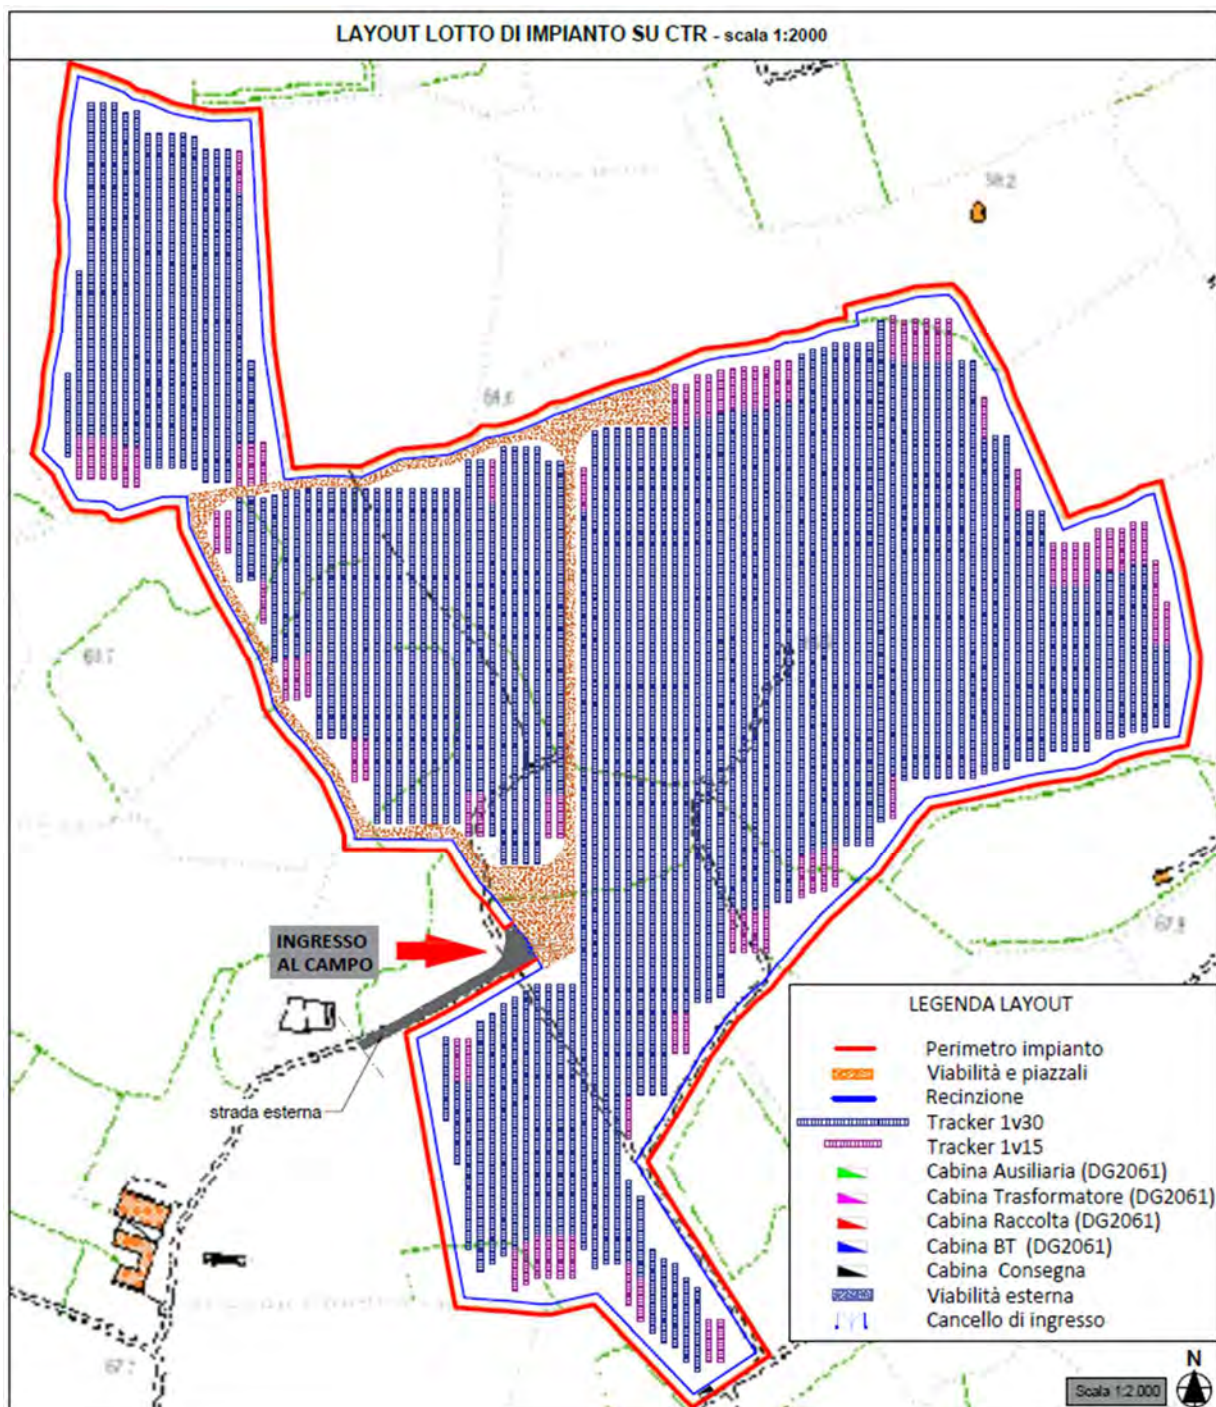 LAYOUT LOTTO DI IMPIANTO SU CTR - scala 1:2000
INGRESSO
AL CAMPO
strada esterna
LEGENDA LAYOUT
Perimetro impianto
Viabilità e piazzali
Recinzione
Tracker 1v30
Tracker 1v15
Cabina Ausiliaria (DG2061)
Cabina Trasformatore (DG2061)
Cabina Raccolta (DG2061)
Cabina BT (DG2061)
Cabina Consegna
Viabilità esterna
Cancello di ingresso
N
Scala 1:2.000